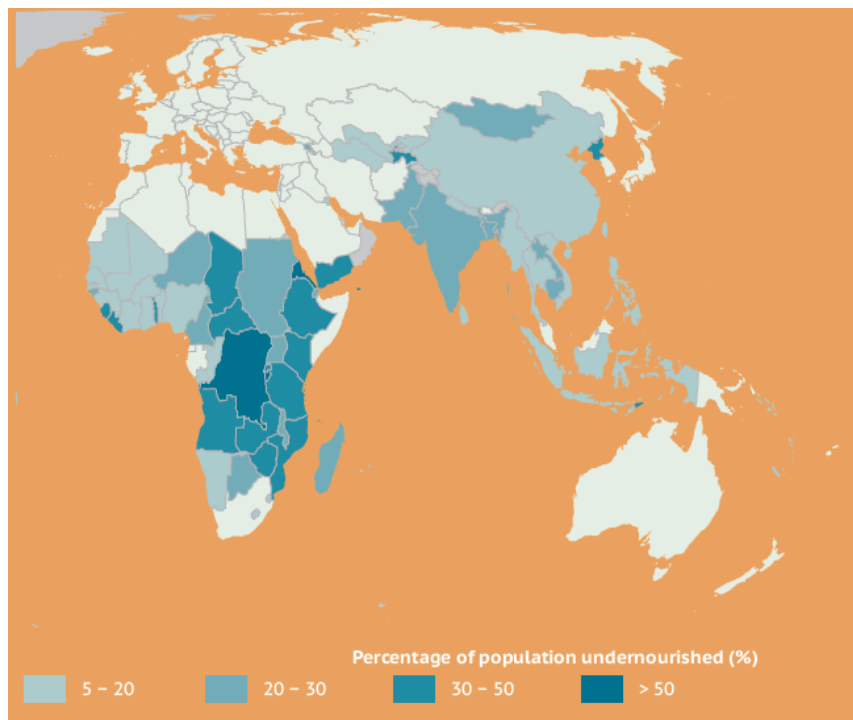 Percentage of population undernourished (%)
5 – 20
20 – 30
30 – 50
> 50